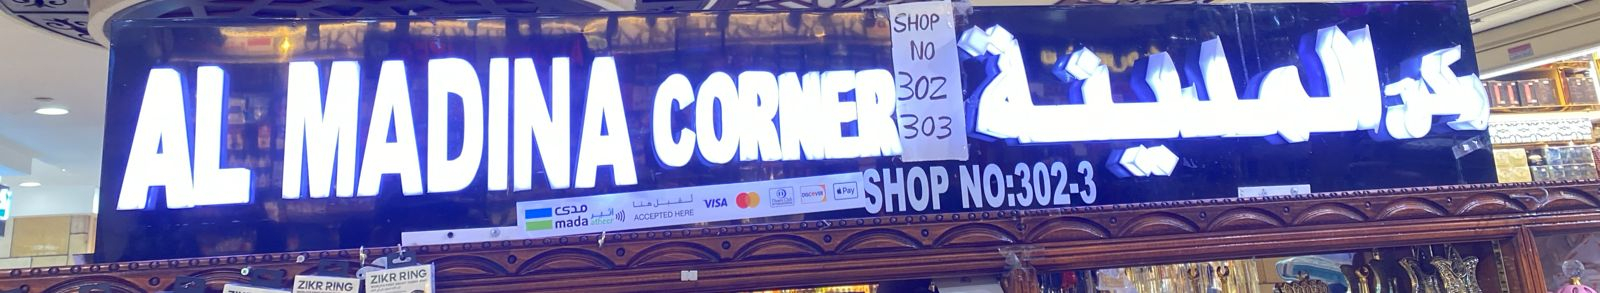 AL MADINA CORNER
SHOP
NO
302
303
ركن المدينة
SHOP NO:302-3
مدى
mada
اثير
atheer
نقبل هنا
ACCEPTED HERE
VISA
DISCOVER
Pay
ZIKR RING
ZIKR RING